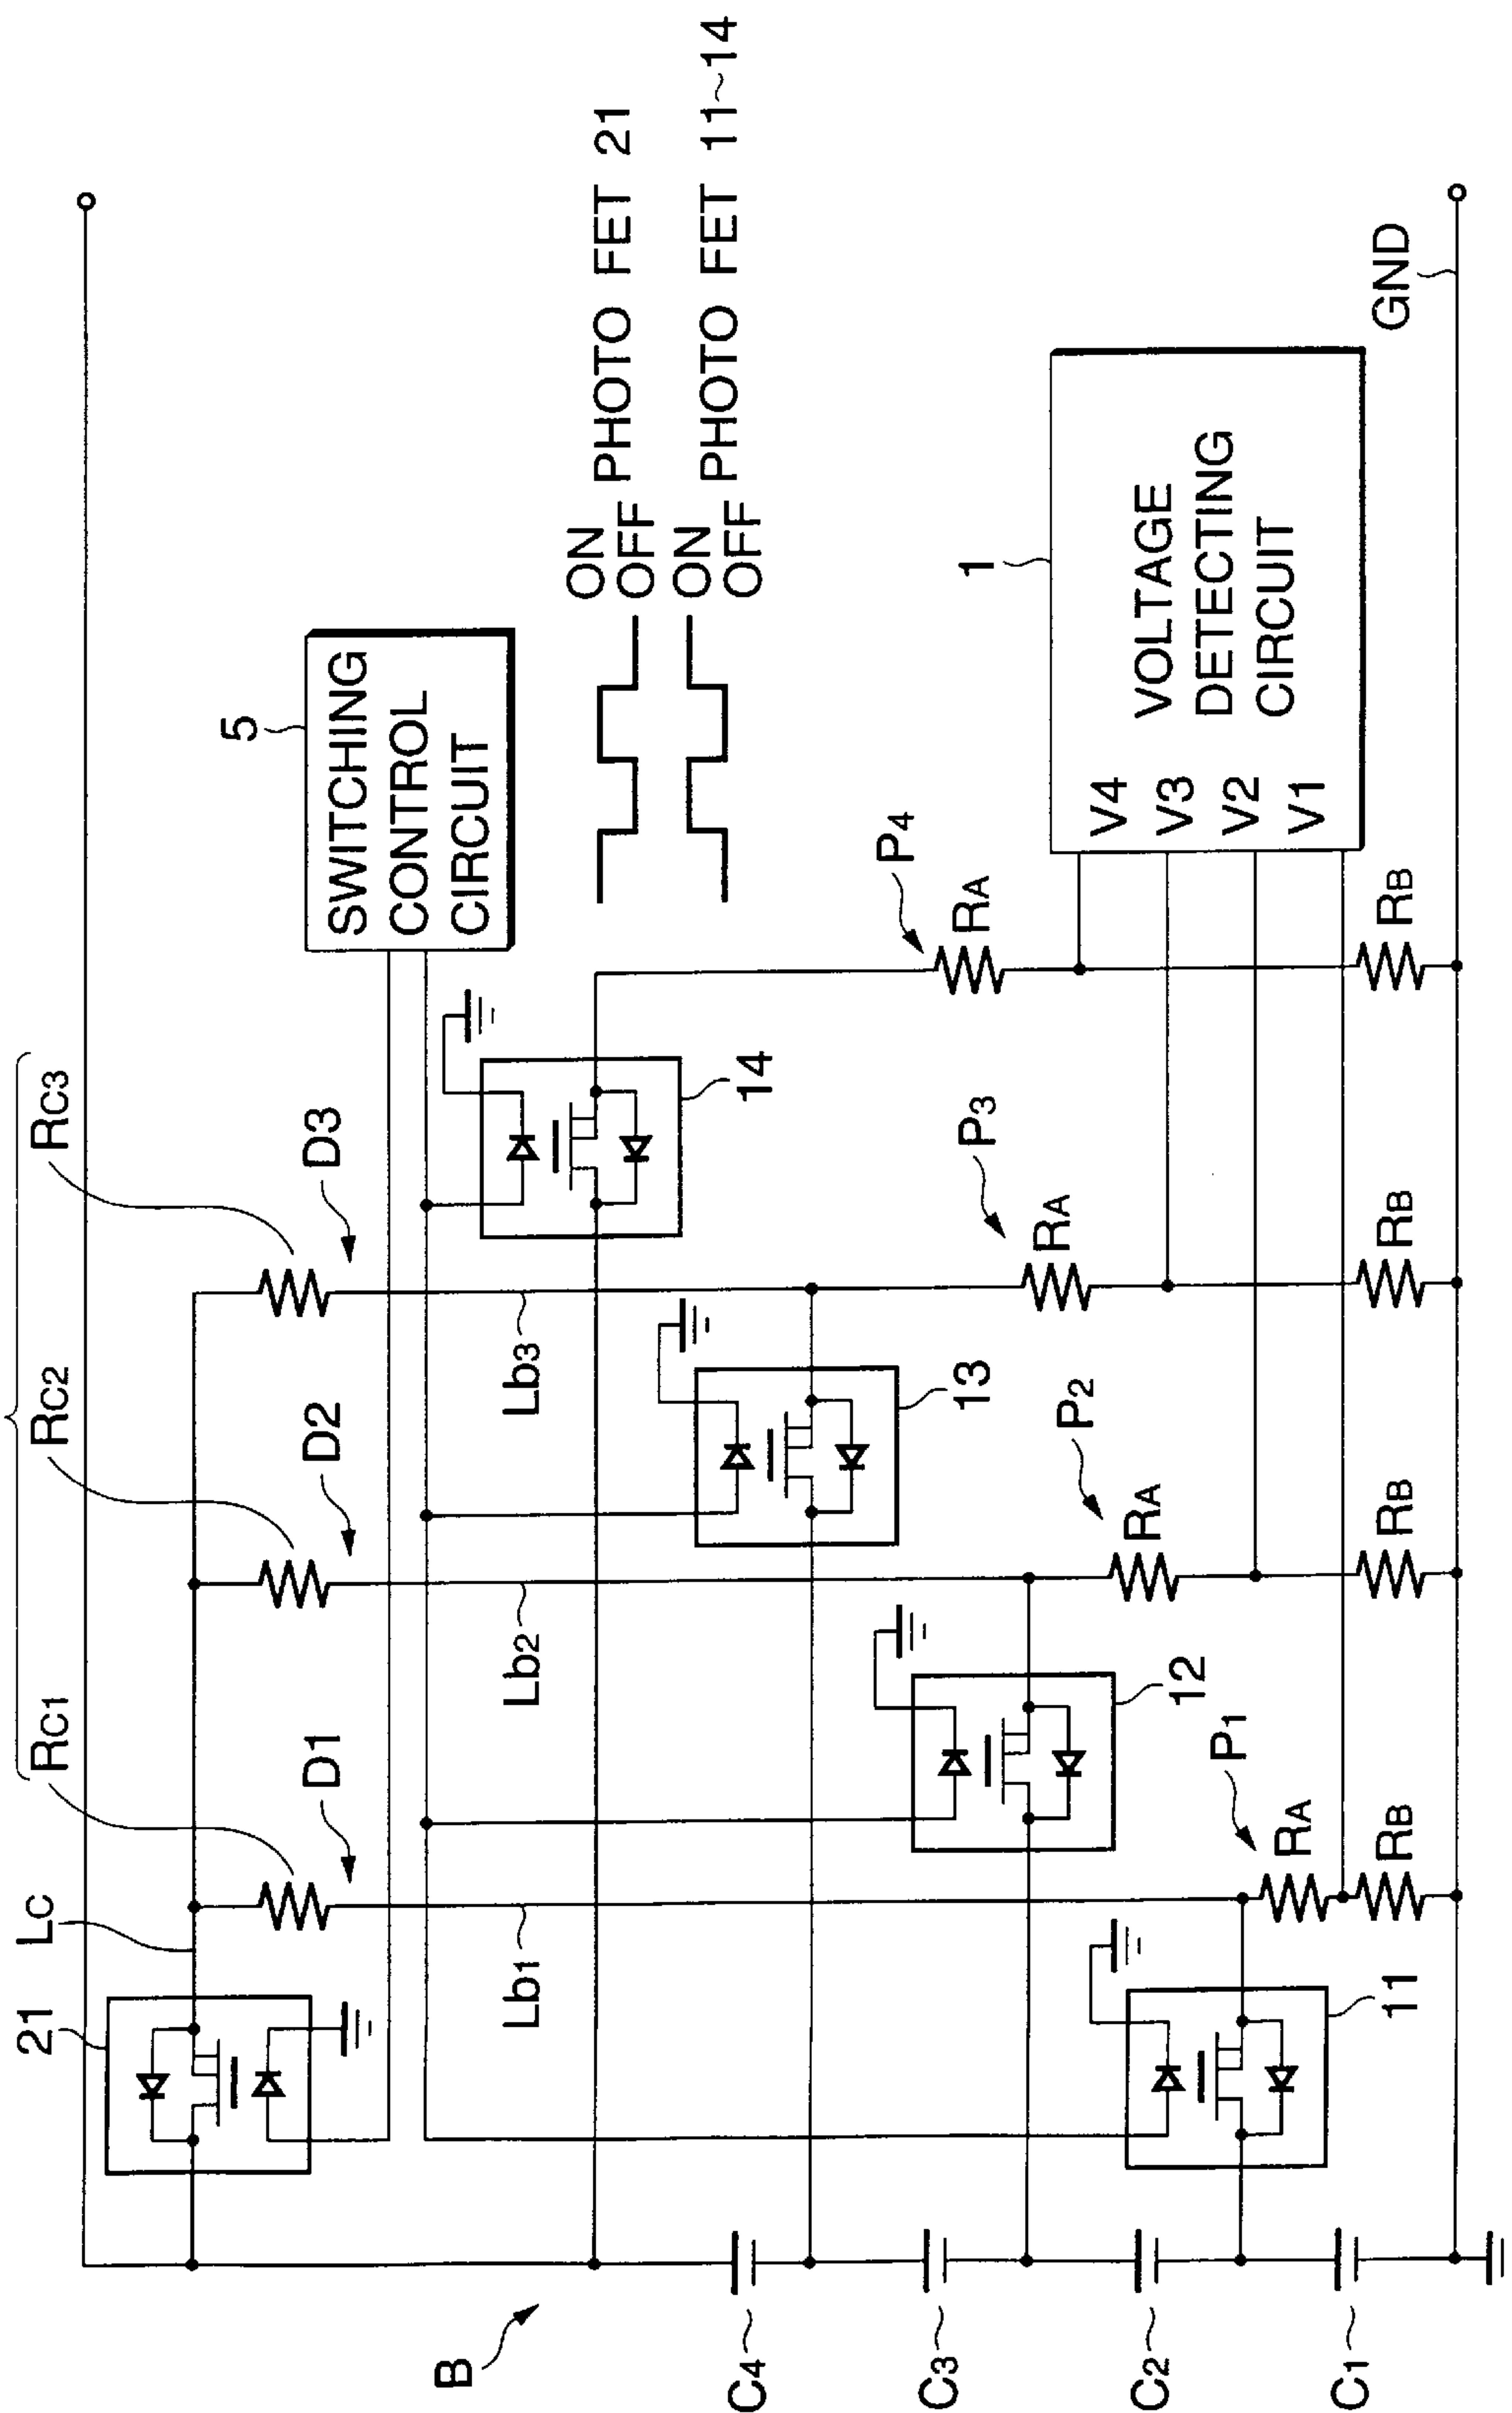 RC1 RC2 RC3
21
LC
D1
D2
D3
5
SWITCHING
CONTROL
CIRCUIT
ON
OFF
PHOTO FET 21
ON
OFF
PHOTO FET 11~14
Lb1
Lb2
Lb3
14
13
12
11
P1
P2
P3
P4
RA
RA
RA
RA
RB
RB
RB
RB
1
V4
V3
V2
V1
VOLTAGE
DETECTING
CIRCUIT
GND
B
C4
C3
C2
C1